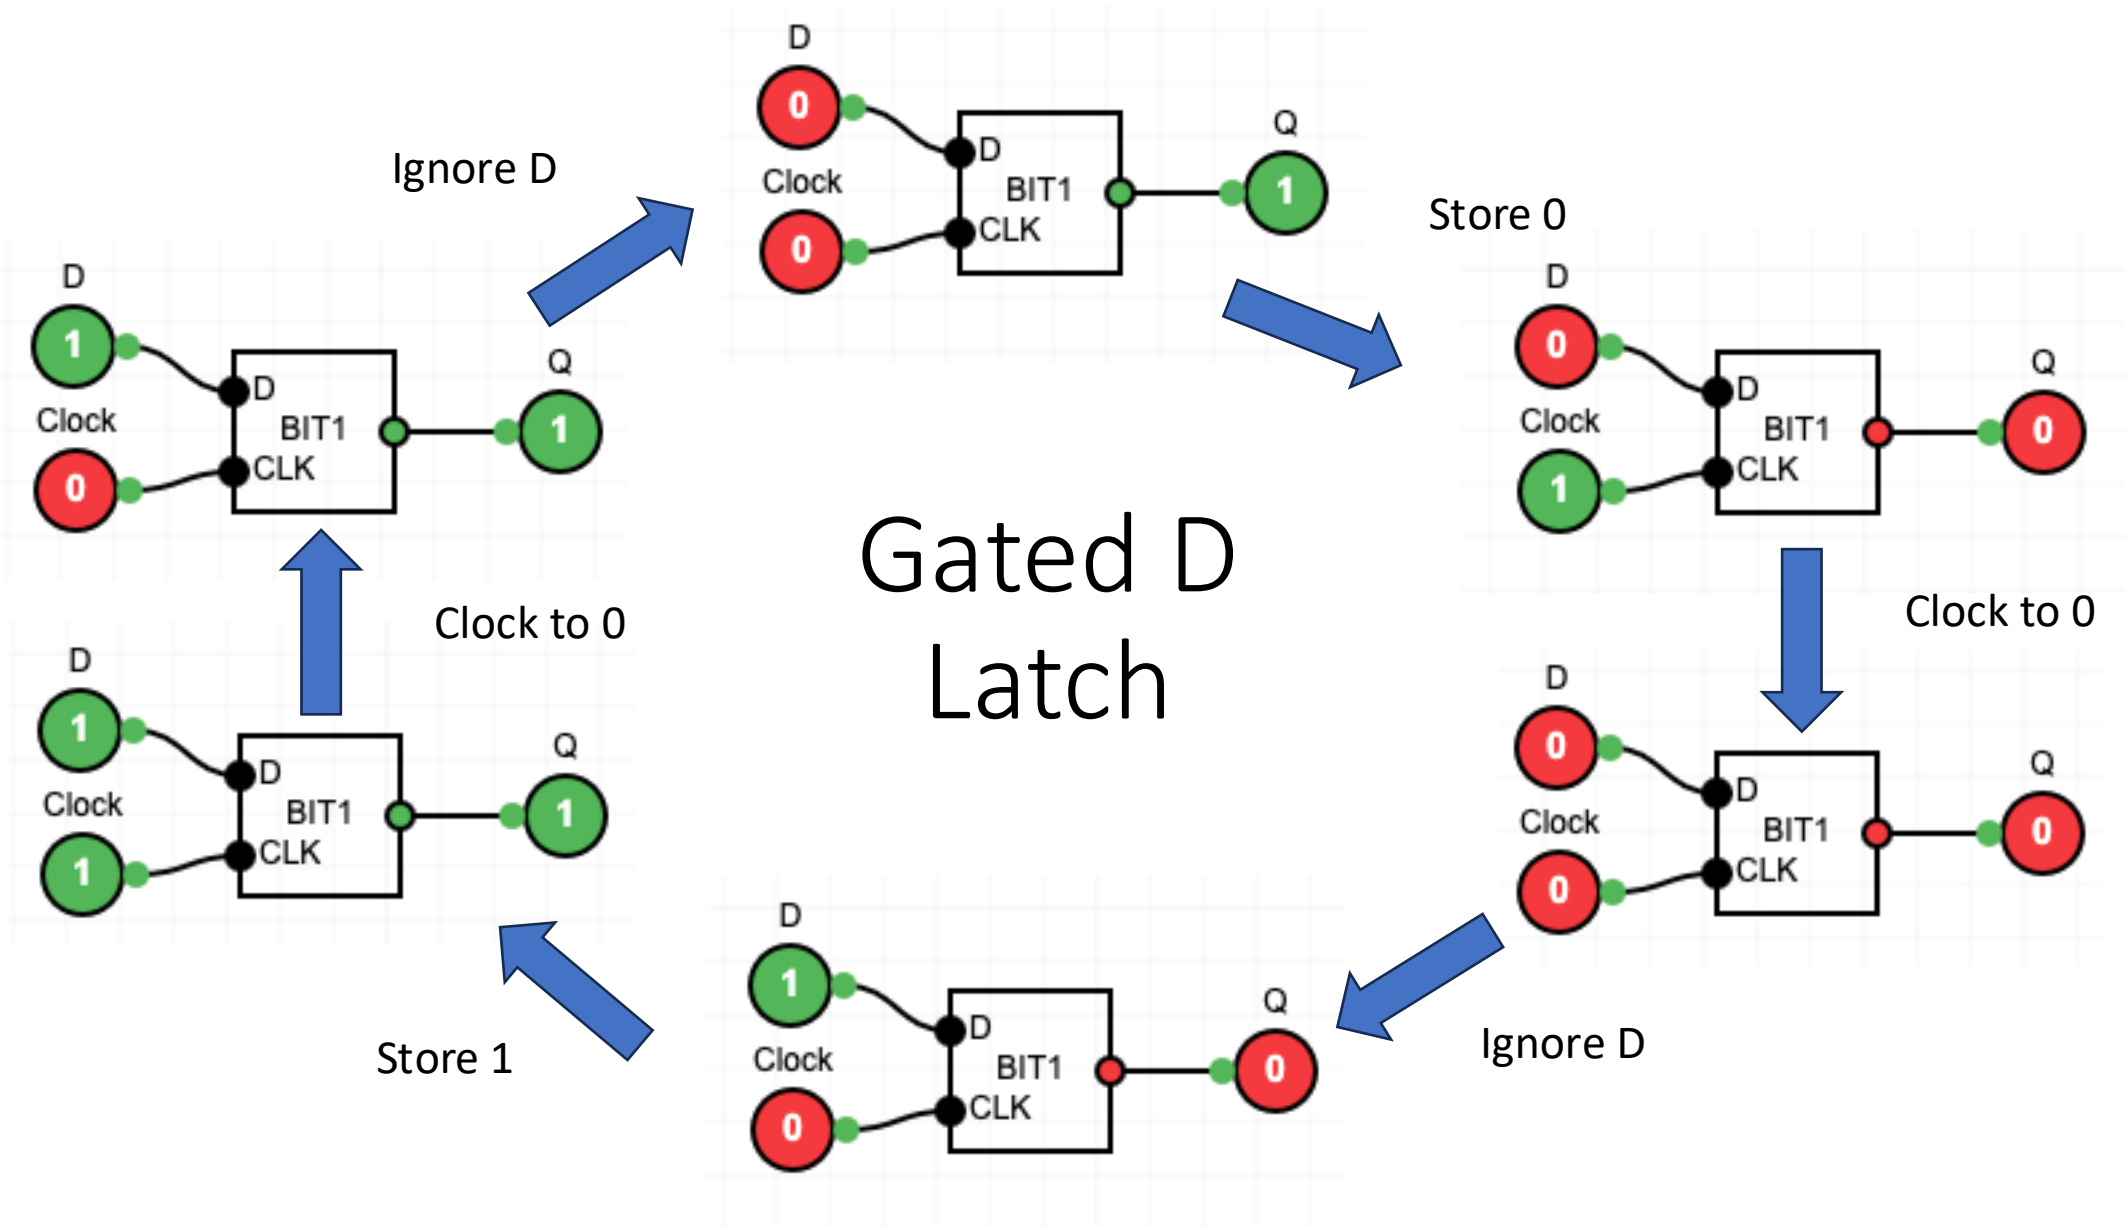 D
0
Clock
0
D
BIT1
CLK
Q
1
Ignore D
Store 0
D
1
Clock
0
D
BIT1
CLK
Q
1
D
0
Clock
1
D
BIT1
CLK
Q
0
Gated D
Latch
Clock to 0
Clock to 0
D
1
Clock
1
D
BIT1
CLK
Q
1
D
0
Clock
0
D
BIT1
CLK
Q
0
Store 1
D
1
Clock
0
D
BIT1
CLK
Q
0
Ignore D